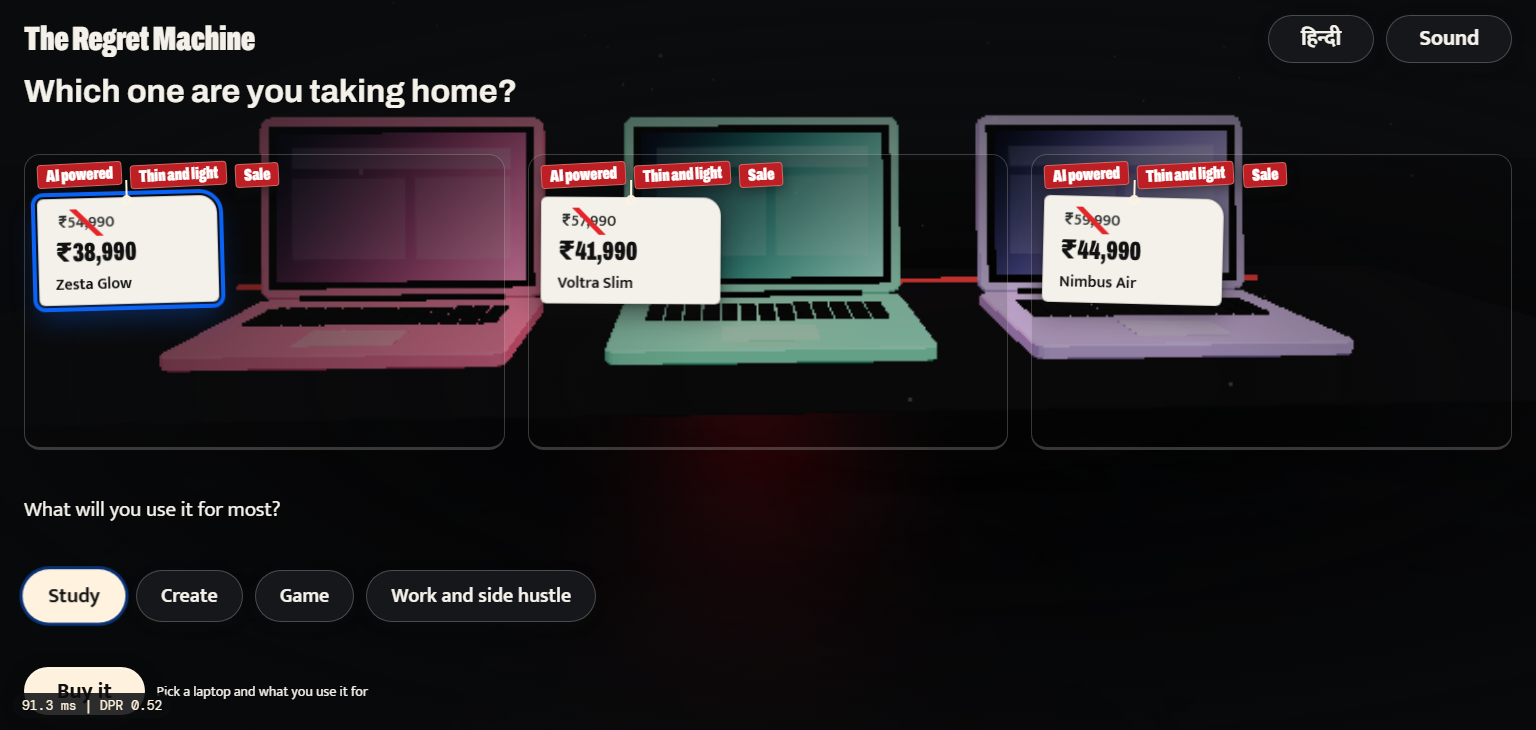 The Regret Machine
हिन्दी
Sound
Which one are you taking home?
AI powered Thin and light Sale
₹54,990
₹38,990
Zesta Glow
AI powered Thin and light Sale
₹57,990
₹41,990
Voltra Slim
AI powered Thin and light Sale
₹59,990
₹44,990
Nimbus Air
What will you use it for most?
Study
Create
Game
Work and side hustle
Buy it
Pick a laptop and what you use it for
91.3 ms | DPR 0.52